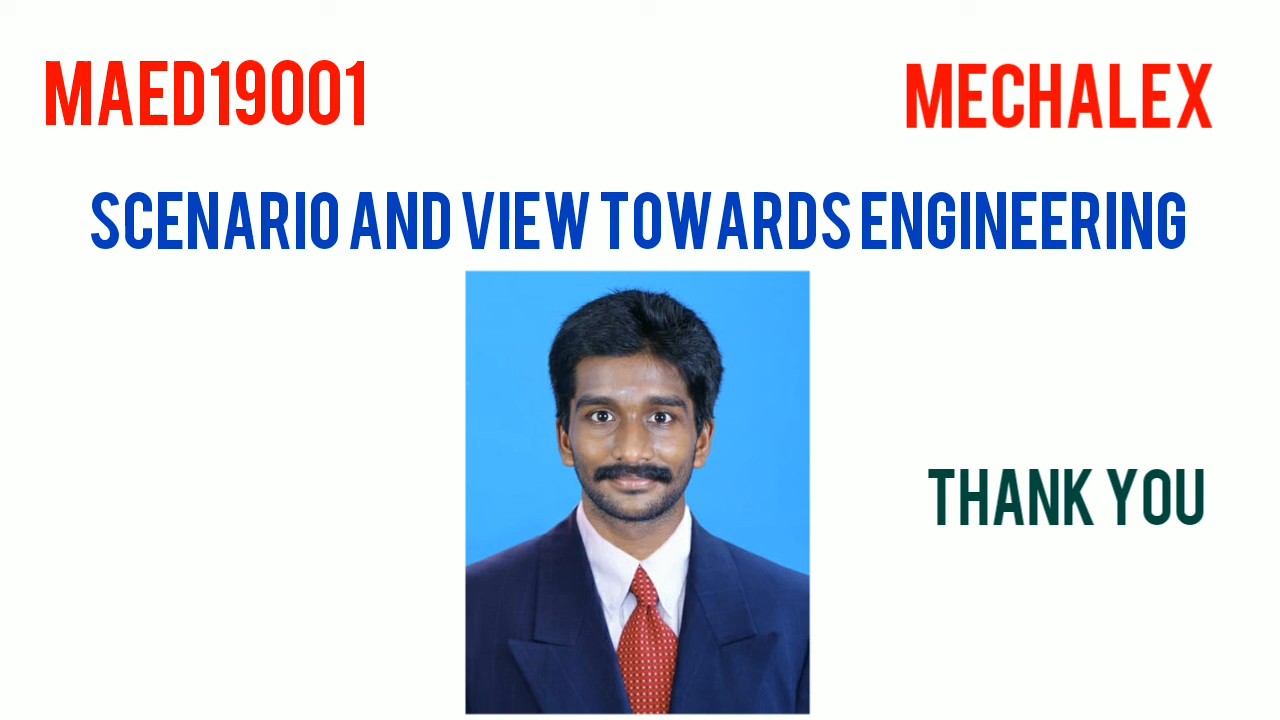 MAED19001
MECHALEX
SCENARIO AND VIEW TOWARDS ENGINEERING
THANK YOU